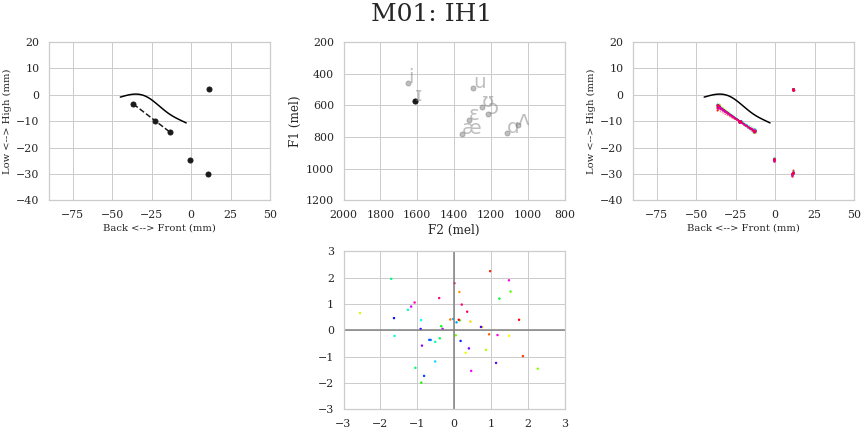 M01: IH1
20
10
0
−10
−20
−30
−40
Low <--> High (mm)
−75 −50 −25 0 25 50
Back <--> Front (mm)
200
400
600
800
1000
1200
F1 (mel)
i
ɪ
u
ʊ
ɛ
æ
ɑ
ʌ
2000 1800 1600 1400 1200 1000 800
F2 (mel)
20
10
0
−10
−20
−30
−40
Low <--> High (mm)
−75 −50 −25 0 25 50
Back <--> Front (mm)
3
2
1
0
−1
−2
−3
−3 −2 −1 0 1 2 3